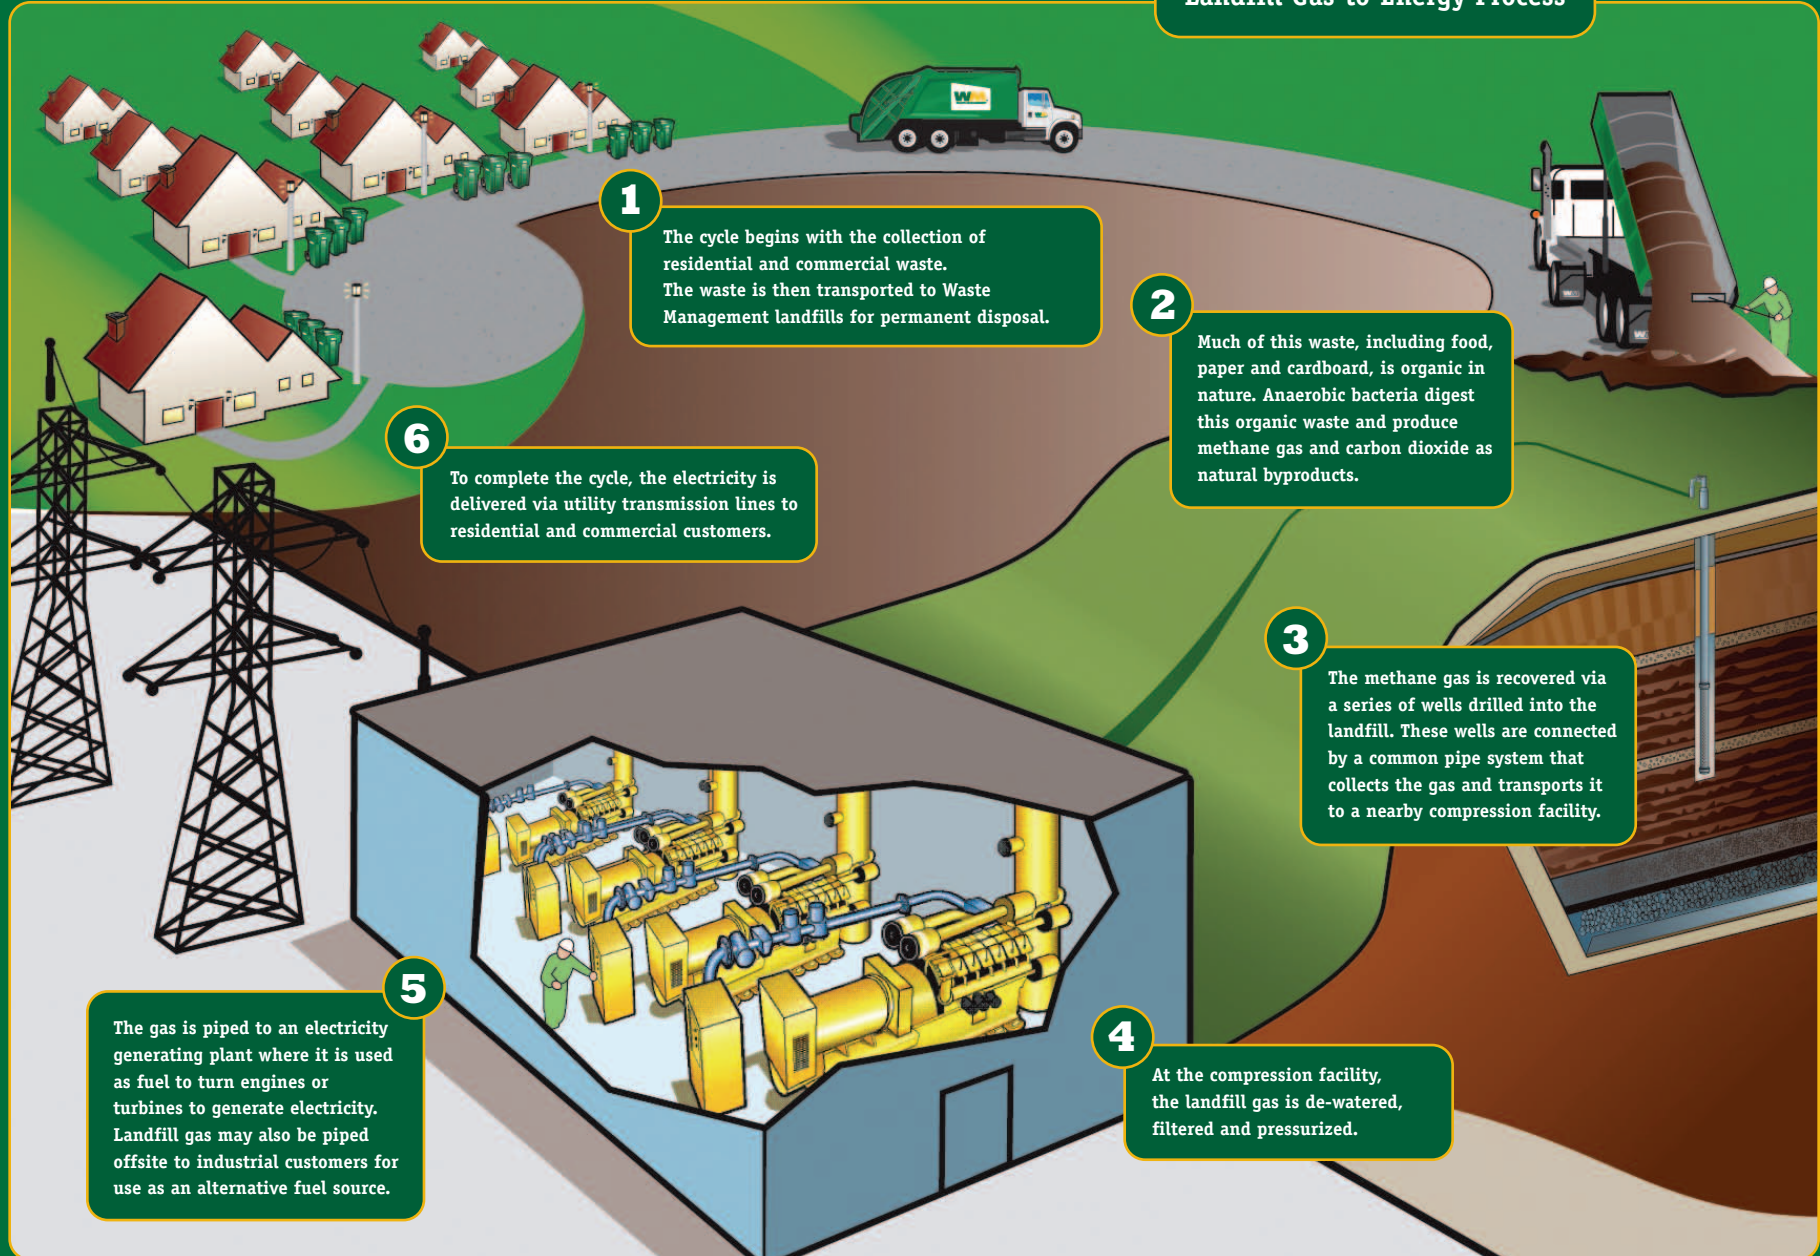 Landfill Gas to Energy Process
WM
1
The cycle begins with the collection of
residential and commercial waste.
The waste is then transported to Waste
Management landfills for permanent disposal.
2
Much of this waste, including food,
paper and cardboard, is organic in
nature. Anaerobic bacteria digest
this organic waste and produce
methane gas and carbon dioxide as
natural byproducts.
6
To complete the cycle, the electricity is
delivered via utility transmission lines to
residential and commercial customers.
3
The methane gas is recovered via
a series of wells drilled into the
landfill. These wells are connected
by a common pipe system that
collects the gas and transports it
to a nearby compression facility.
5
The gas is piped to an electricity
generating plant where it is used
as fuel to turn engines or
turbines to generate electricity.
Landfill gas may also be piped
offsite to industrial customers for
use as an alternative fuel source.
4
At the compression facility,
the landfill gas is de-watered,
filtered and pressurized.